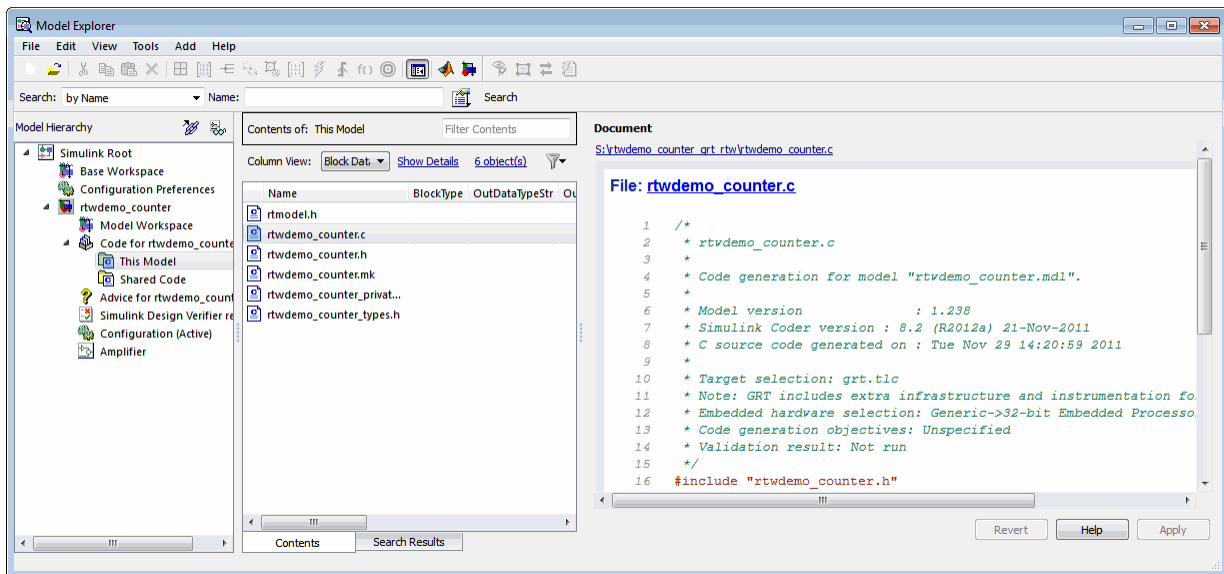 Model Explorer
File Edit View Tools Add Help
Search: by Name Name: Search
Model Hierarchy
Simulink Root
Base Workspace
Configuration Preferences
rtwdemo_counter
Model Workspace
Code for rtwdemo_counte
This Model
Shared Code
Advice for rtwdemo_count
Simulink Design Verifier re
Configuration (Active)
Amplifier
Contents of: This Model Filter Contents
Column View: Block Dat Show Details 6 object(s)
Name BlockType OutDataTypeStr Ou
rtmodel.h
rtwdemo_counter.c
rtwdemo_counter.h
rtwdemo_counter.mk
rtwdemo_counter_privat...
rtwdemo_counter_types.h
Contents Search Results
Document
S:\rtwdemo_counter_grt_rtw\rtwdemo_counter.c
File: rtwdemo_counter.c
1 /*
2 * rtwdemo_counter.c
3 *
4 * Code generation for model "rtwdemo_counter.mdl".
5 *
6 * Model version : 1.238
7 * Simulink Coder version : 8.2 (R2012a) 21-Nov-2011
8 * C source code generated on : Tue Nov 29 14:20:59 2011
9 *
10 * Target selection: grt.tlc
11 * Note: GRT includes extra infrastructure and instrumentation fo
12 * Embedded hardware selection: Generic->32-bit Embedded Processo
13 * Code generation objectives: Unspecified
14 * Validation result: Not run
15 */
16 #include "rtwdemo_counter.h"
Revert Help Apply